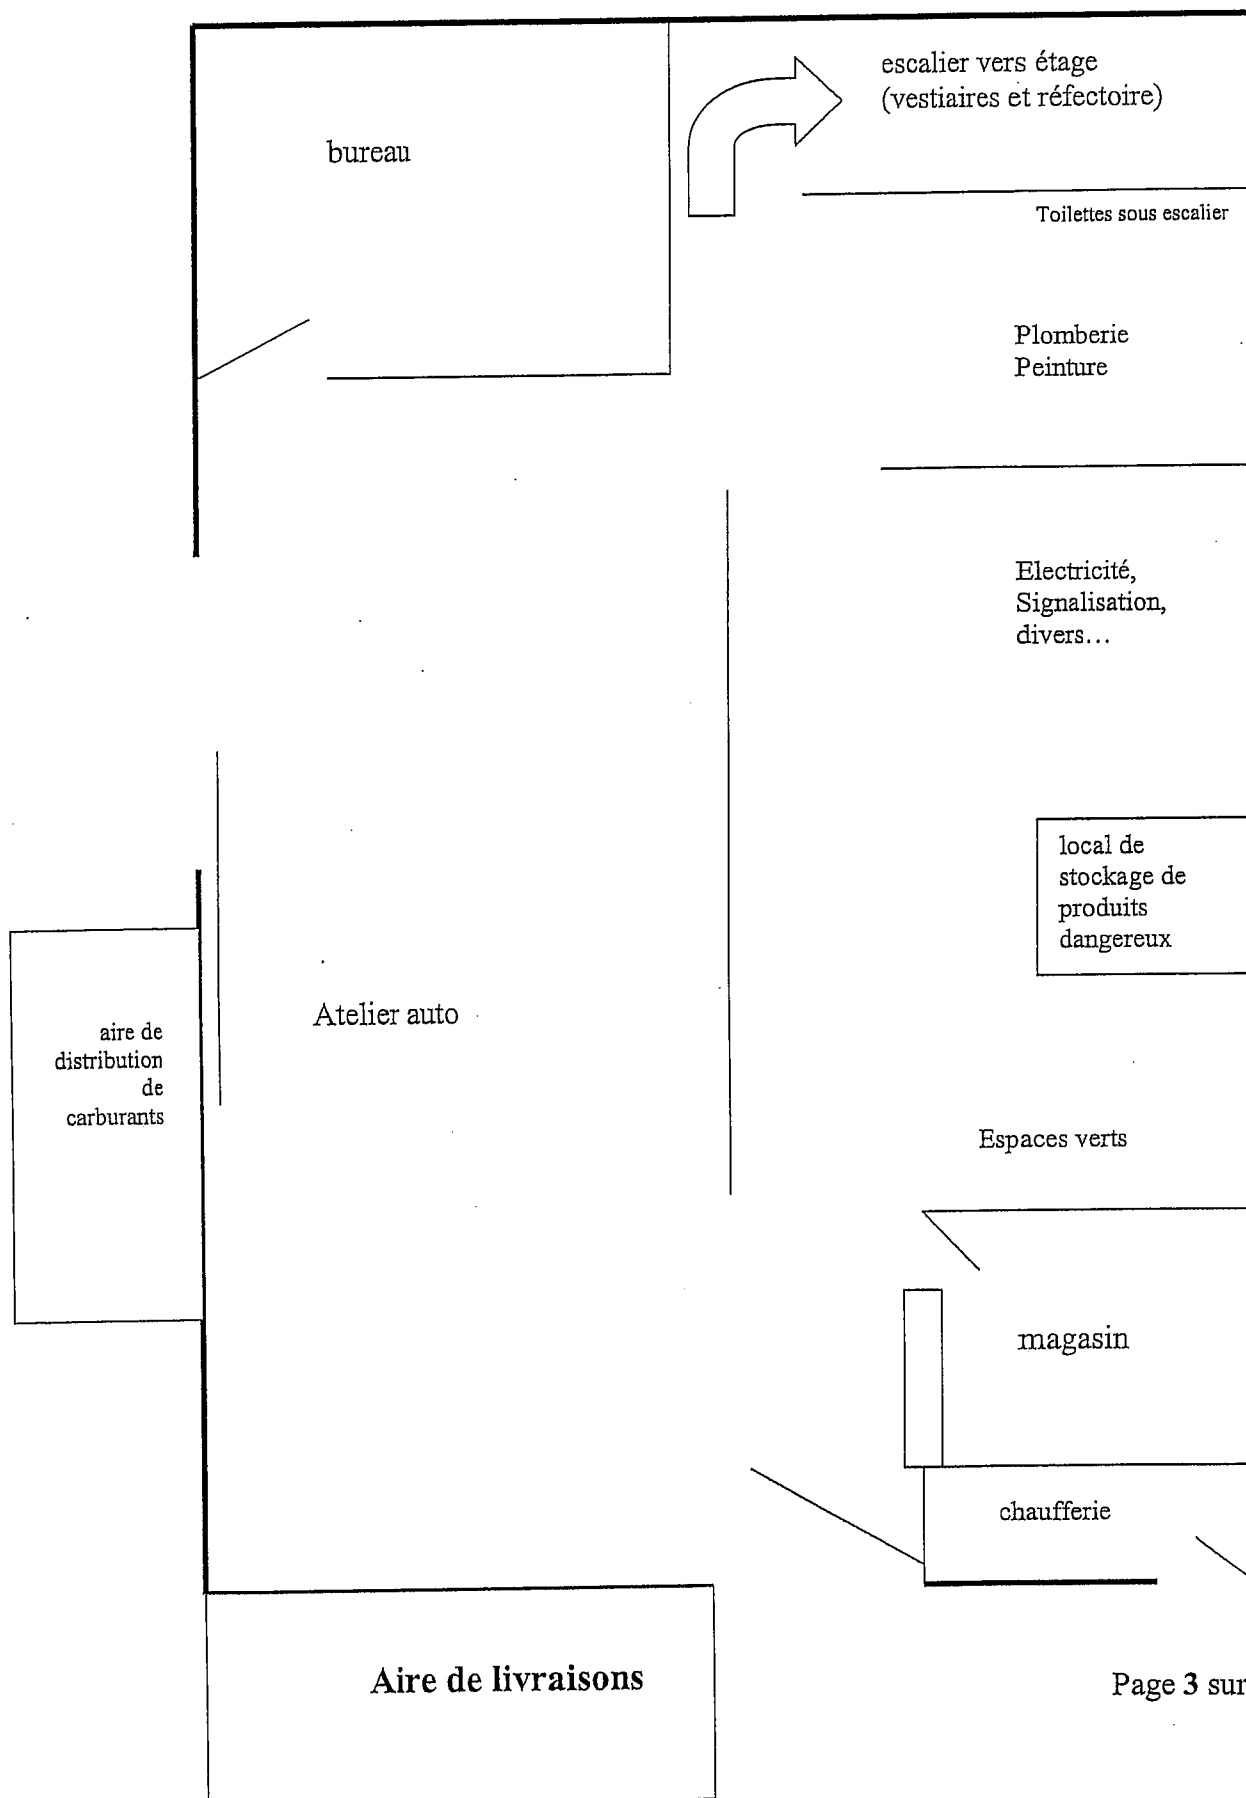 escalier vers étage
(vestiaires et réfectoire)
bureau
Toilettes sous escalier
Plomberie
Peinture
Electricité,
Signalisation,
divers...
local de
stockage de
produits
dangereux
Atelier auto
aire de
distribution
de
carburants
Espaces verts
magasin
chaufferie
Aire de livraisons
Page 3 sur